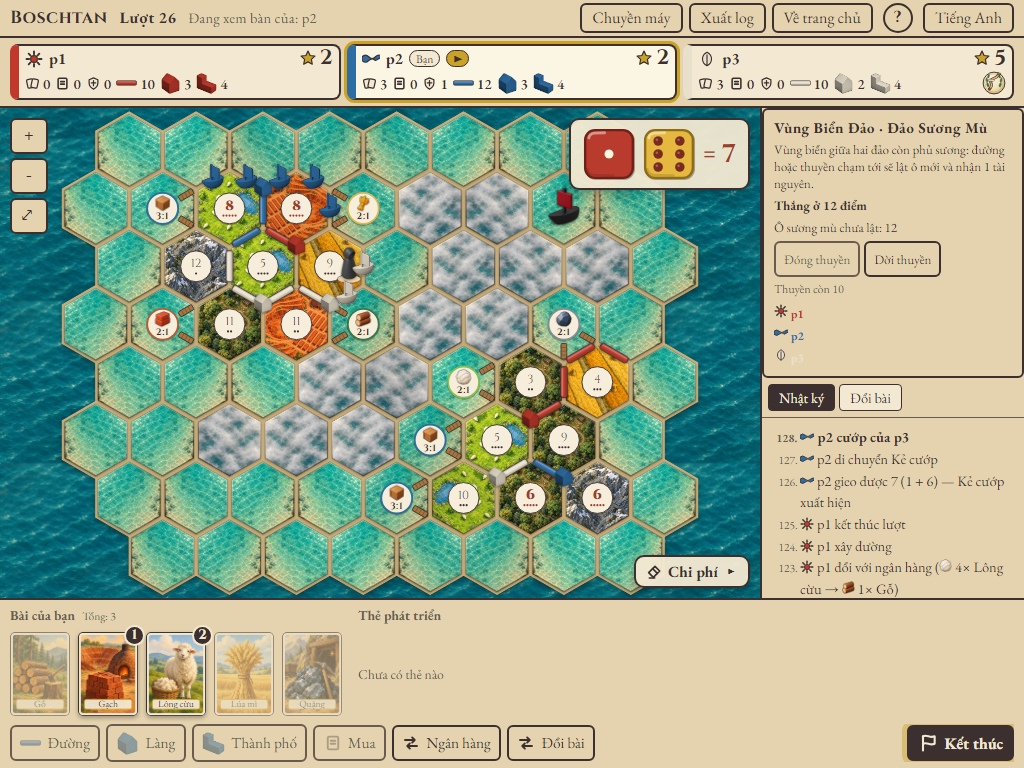 BOSCHTAN Lượt 26 Đang xem bàn của: p2 Chuyền máy Xuất log Về trang chủ ? Tiếng Anh
p1 2
0 0 0 10 3 4
p2 Bạn 2
3 0 1 12 3 4
p3 5
3 0 0 10 2 4
+
-
= 7
3:1
8
8
2:1
12
5
9
2:1
11
11
2:1
2:1
2:1
3
4
3:1
5
9
3:1
10
6
6
Chi phí
Vùng Biển Đảo · Đảo Sương Mù
Vùng biển giữa hai đảo còn phủ sương: đường
hoặc thuyền chạm tới sẽ lật ô mới và nhận 1 tài
nguyên.
Thắng ở 12 điểm
Ô sương mù chưa lật: 12
Đóng thuyền Dời thuyền
Thuyền còn 10
p1
p2
p3
Nhật ký Đổi bài
128. p2 cướp của p3
127. p2 di chuyển Kẻ cướp
126. p2 gieo được 7 (1 + 6) — Kẻ cướp
xuất hiện
125. p1 kết thúc lượt
124. p1 xây đường
123. p1 đổi với ngân hàng (4× Lông
cừu → 1× Gỗ)
Bài của bạn Tổng: 3 Thẻ phát triển
1 2
Gỗ Gạch Lông cừu Lúa mì Quặng
Chưa có thẻ nào
Đường Làng Thành phố Mua Ngân hàng Đổi bài Kết thúc